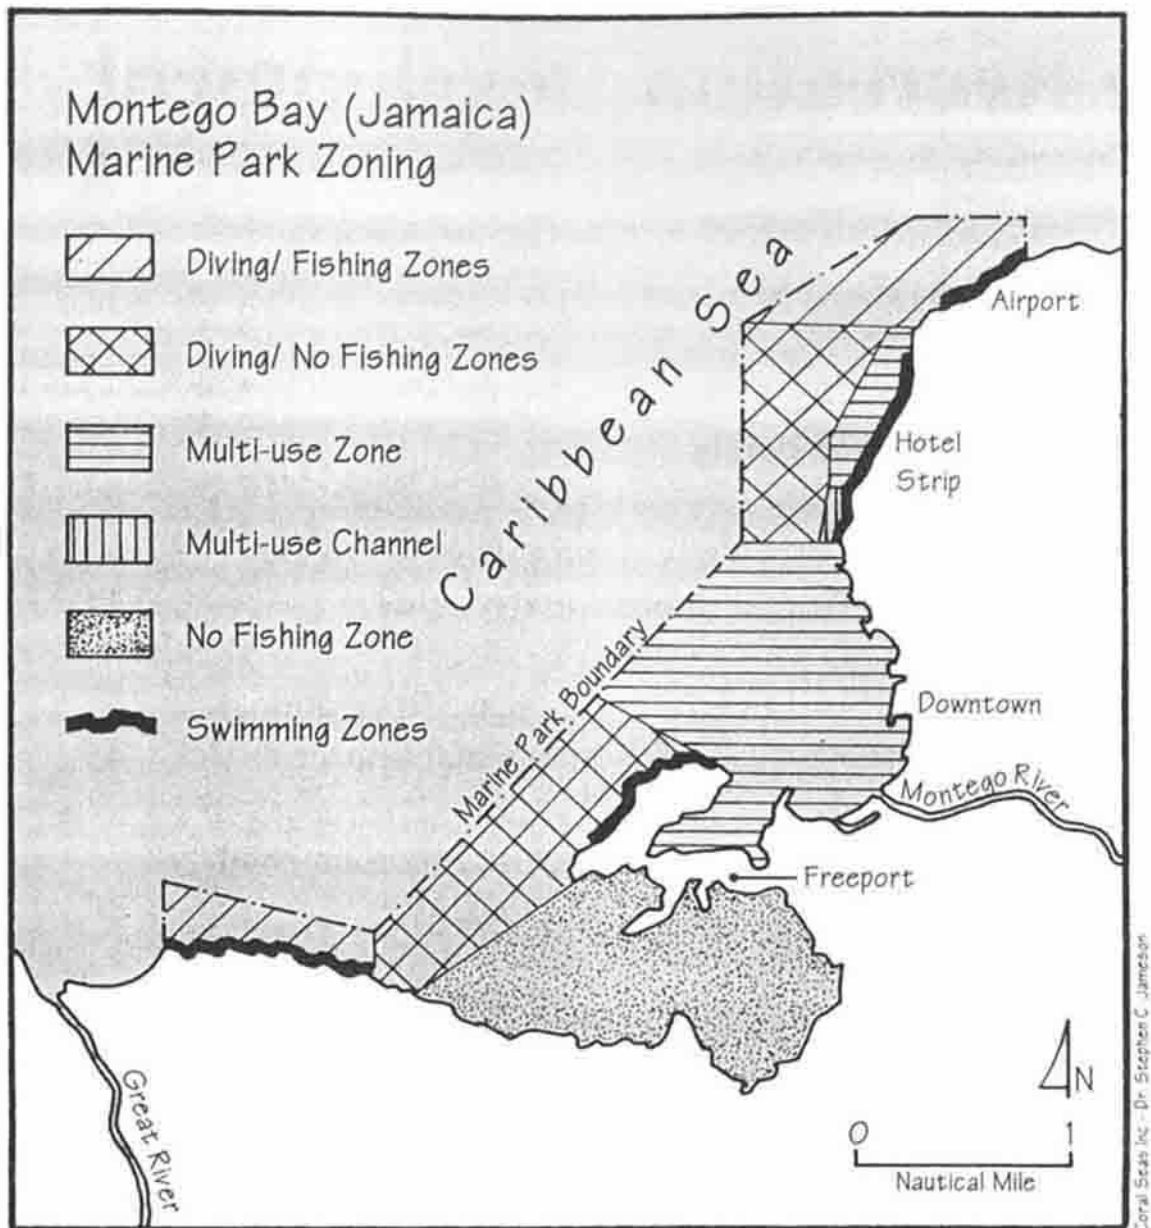 Montego Bay (Jamaica)
Marine Park Zoning
Diving/ Fishing Zones
Diving/ No Fishing Zones
Multi-use Zone
Multi-use Channel
No Fishing Zone
Swimming Zones
Caribbean Sea
Airport
Hotel
Strip
Marine Park Boundary
Downtown
Montego River
Freeport
Great River
N
0 1
Nautical Mile
Coral Seas Inc - Dr. Stephen C. Jameson